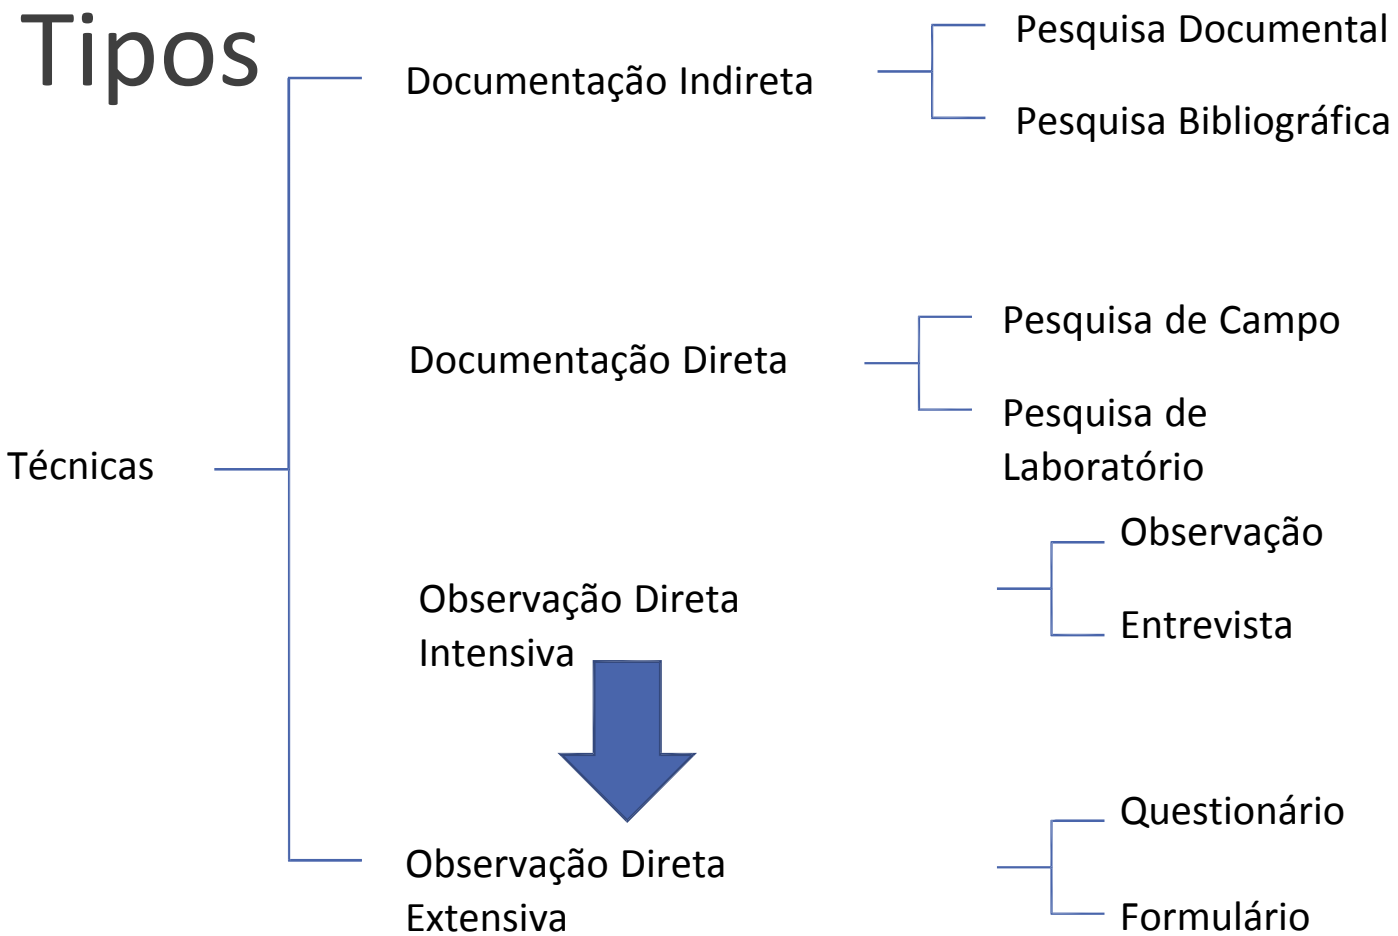 Tipos
Pesquisa Documental
Documentação Indireta
Pesquisa Bibliográfica
Pesquisa de Campo
Documentação Direta
Pesquisa de
Laboratório
Técnicas
Observação
Observação Direta
Intensiva
Entrevista
Questionário
Observação Direta
Extensiva
Formulário